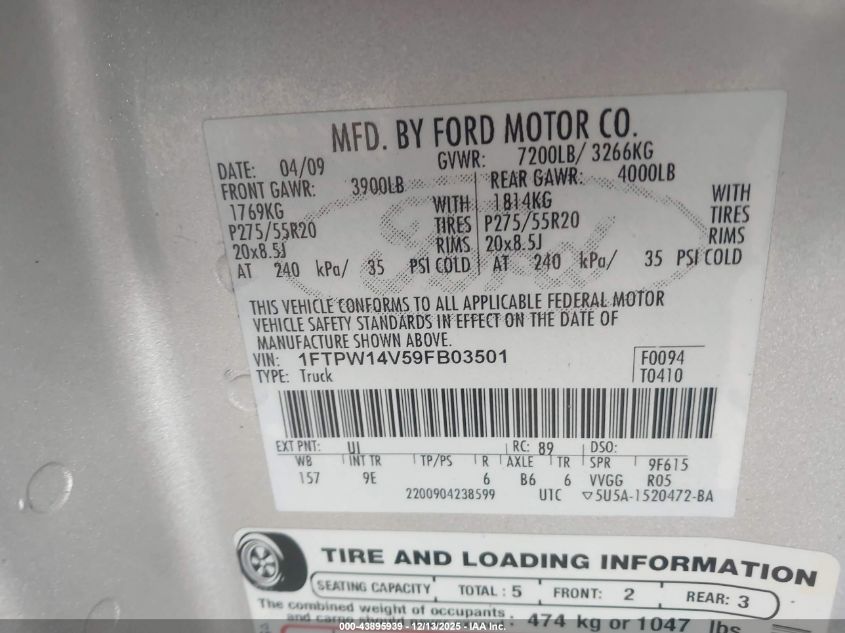 MFD. BY FORD MOTOR CO.
DATE: 04/09 GVWR: 7200LB/ 3266KG
FRONT GAWR: 3900LB REAR GAWR: 4000LB
1769KG WITH 1814KG WITH
P275/55R20 TIRES P275/55R20 TIRES
20x8.5J RIMS 20x8.5J RIMS
AT 240 kPa/ 35 PSI COLD AT 240 kPa/ 35 PSI COLD
THIS VEHICLE CONFORMS TO ALL APPLICABLE FEDERAL MOTOR
VEHICLE SAFETY STANDARDS IN EFFECT ON THE DATE OF
MANUFACTURE SHOWN ABOVE.
VIN: 1FTPW14V59FB03501 F0094
TYPE: Truck T0410
EXT PNT: UI RC: 89 DSO:
WB INT TR TP/PS R AXLE TR SPR 9F615
157 9E 6 B6 6 VVGG R05
2200904238599 U1C ▽5U5A-1520472-BA
TIRE AND LOADING INFORMATION
SEATING CAPACITY TOTAL : 5 FRONT: 2 REAR: 3
The combined weight of occupants
and cargo should : 474 kg or 1047 lbs
000-43895939 - 12/13/2025 - IAA Inc.